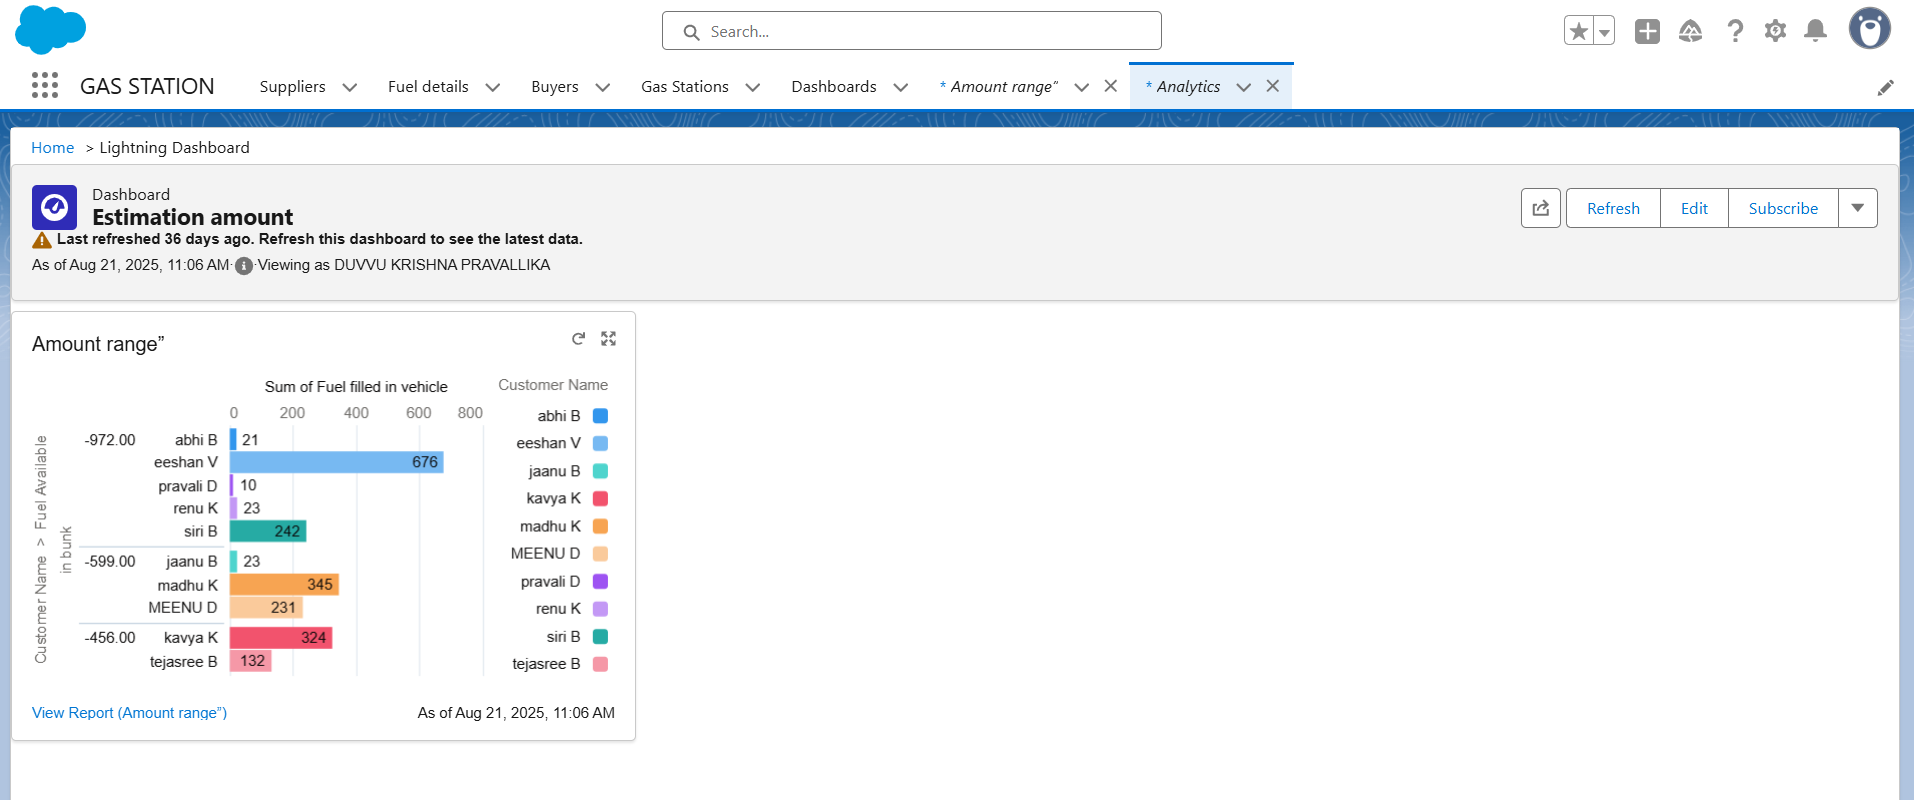 Search...
GAS STATION
Suppliers
Fuel details
Buyers
Gas Stations
Dashboards
* Amount range"
* Analytics
Home > Lightning Dashboard
Dashboard
Estimation amount
Last refreshed 36 days ago. Refresh this dashboard to see the latest data.
As of Aug 21, 2025, 11:06 AM·Viewing as DUVVU KRISHNA PRAVALLIKA
Refresh
Edit
Subscribe
Amount range”
Sum of Fuel filled in vehicle
0 200 400 600 800
Customer Name > Fuel Available
in bunk
-972.00 abhi B 21
eeshan V 676
pravali D 10
renu K 23
siri B 242
-599.00 jaanu B 23
madhu K 345
MEENU D 231
-456.00 kavya K 324
tejasree B 132
Customer Name
abhi B
eeshan V
jaanu B
kavya K
madhu K
MEENU D
pravali D
renu K
siri B
tejasree B
View Report (Amount range”)
As of Aug 21, 2025, 11:06 AM